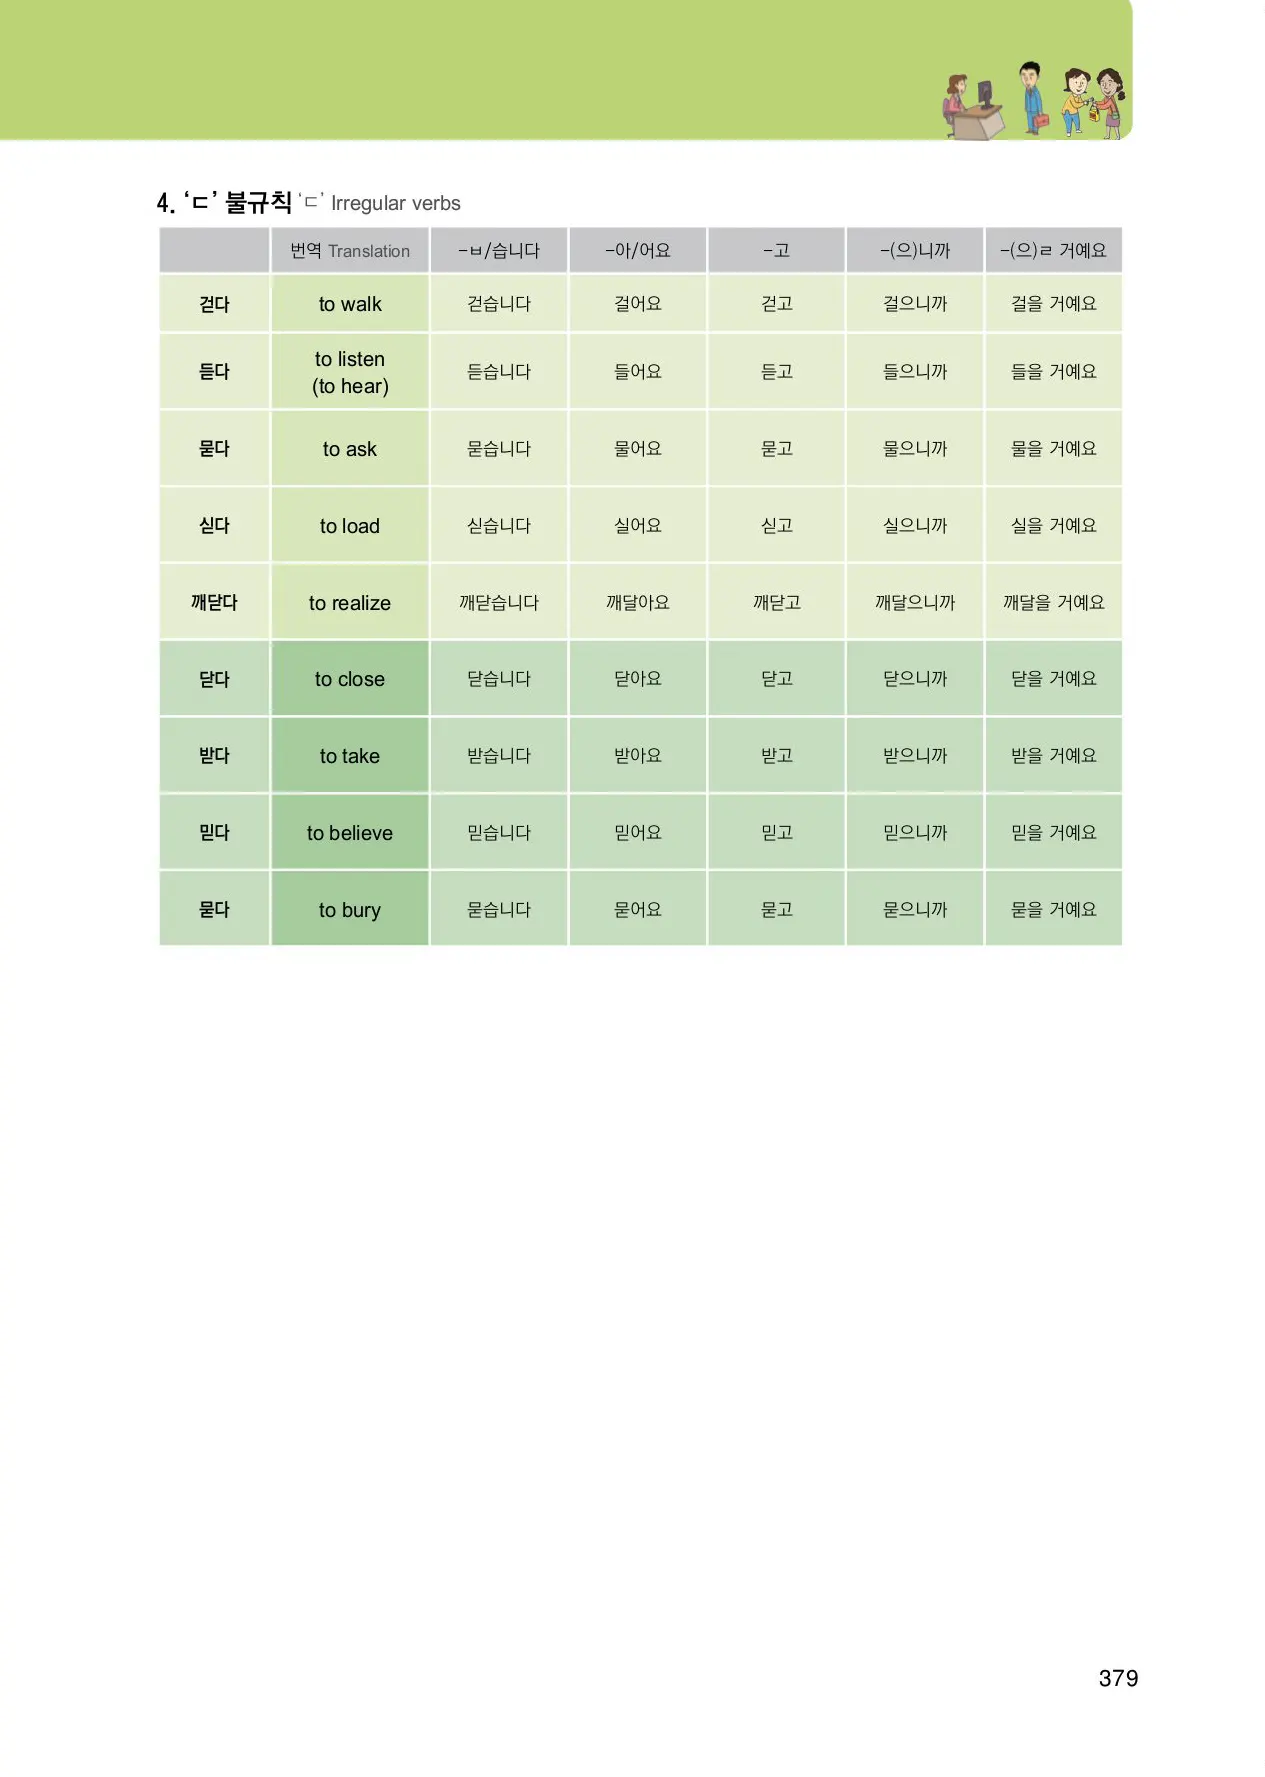 4. ‘ㄷ’ 불규칙 ‘ㄷ’ Irregular verbs
번역 Translation -ㅂ/습니다 -아/어요 -고 -(으)니까 -(으)ㄹ 거예요
걷다 to walk 걷습니다 걸어요 걷고 걸으니까 걸을 거예요
듣다 to listen (to hear) 듣습니다 들어요 듣고 들으니까 들을 거예요
묻다 to ask 묻습니다 물어요 묻고 물으니까 물을 거예요
싣다 to load 싣습니다 실어요 싣고 실으니까 실을 거예요
깨닫다 to realize 깨닫습니다 깨달아요 깨닫고 깨달으니까 깨달을 거예요
닫다 to close 닫습니다 닫아요 닫고 닫으니까 닫을 거예요
받다 to take 받습니다 받아요 받고 받으니까 받을 거예요
믿다 to believe 믿습니다 믿어요 믿고 믿으니까 믿을 거예요
묻다 to bury 묻습니다 묻어요 묻고 묻으니까 묻을 거예요
379